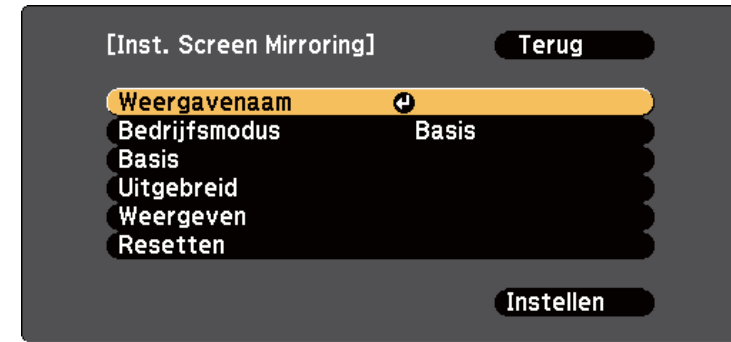 [Inst. Screen Mirroring] Terug
Weergavenaam
Bedrijfsmodus Basis
Basis
Uitgebreid
Weergeven
Resetten
Instellen